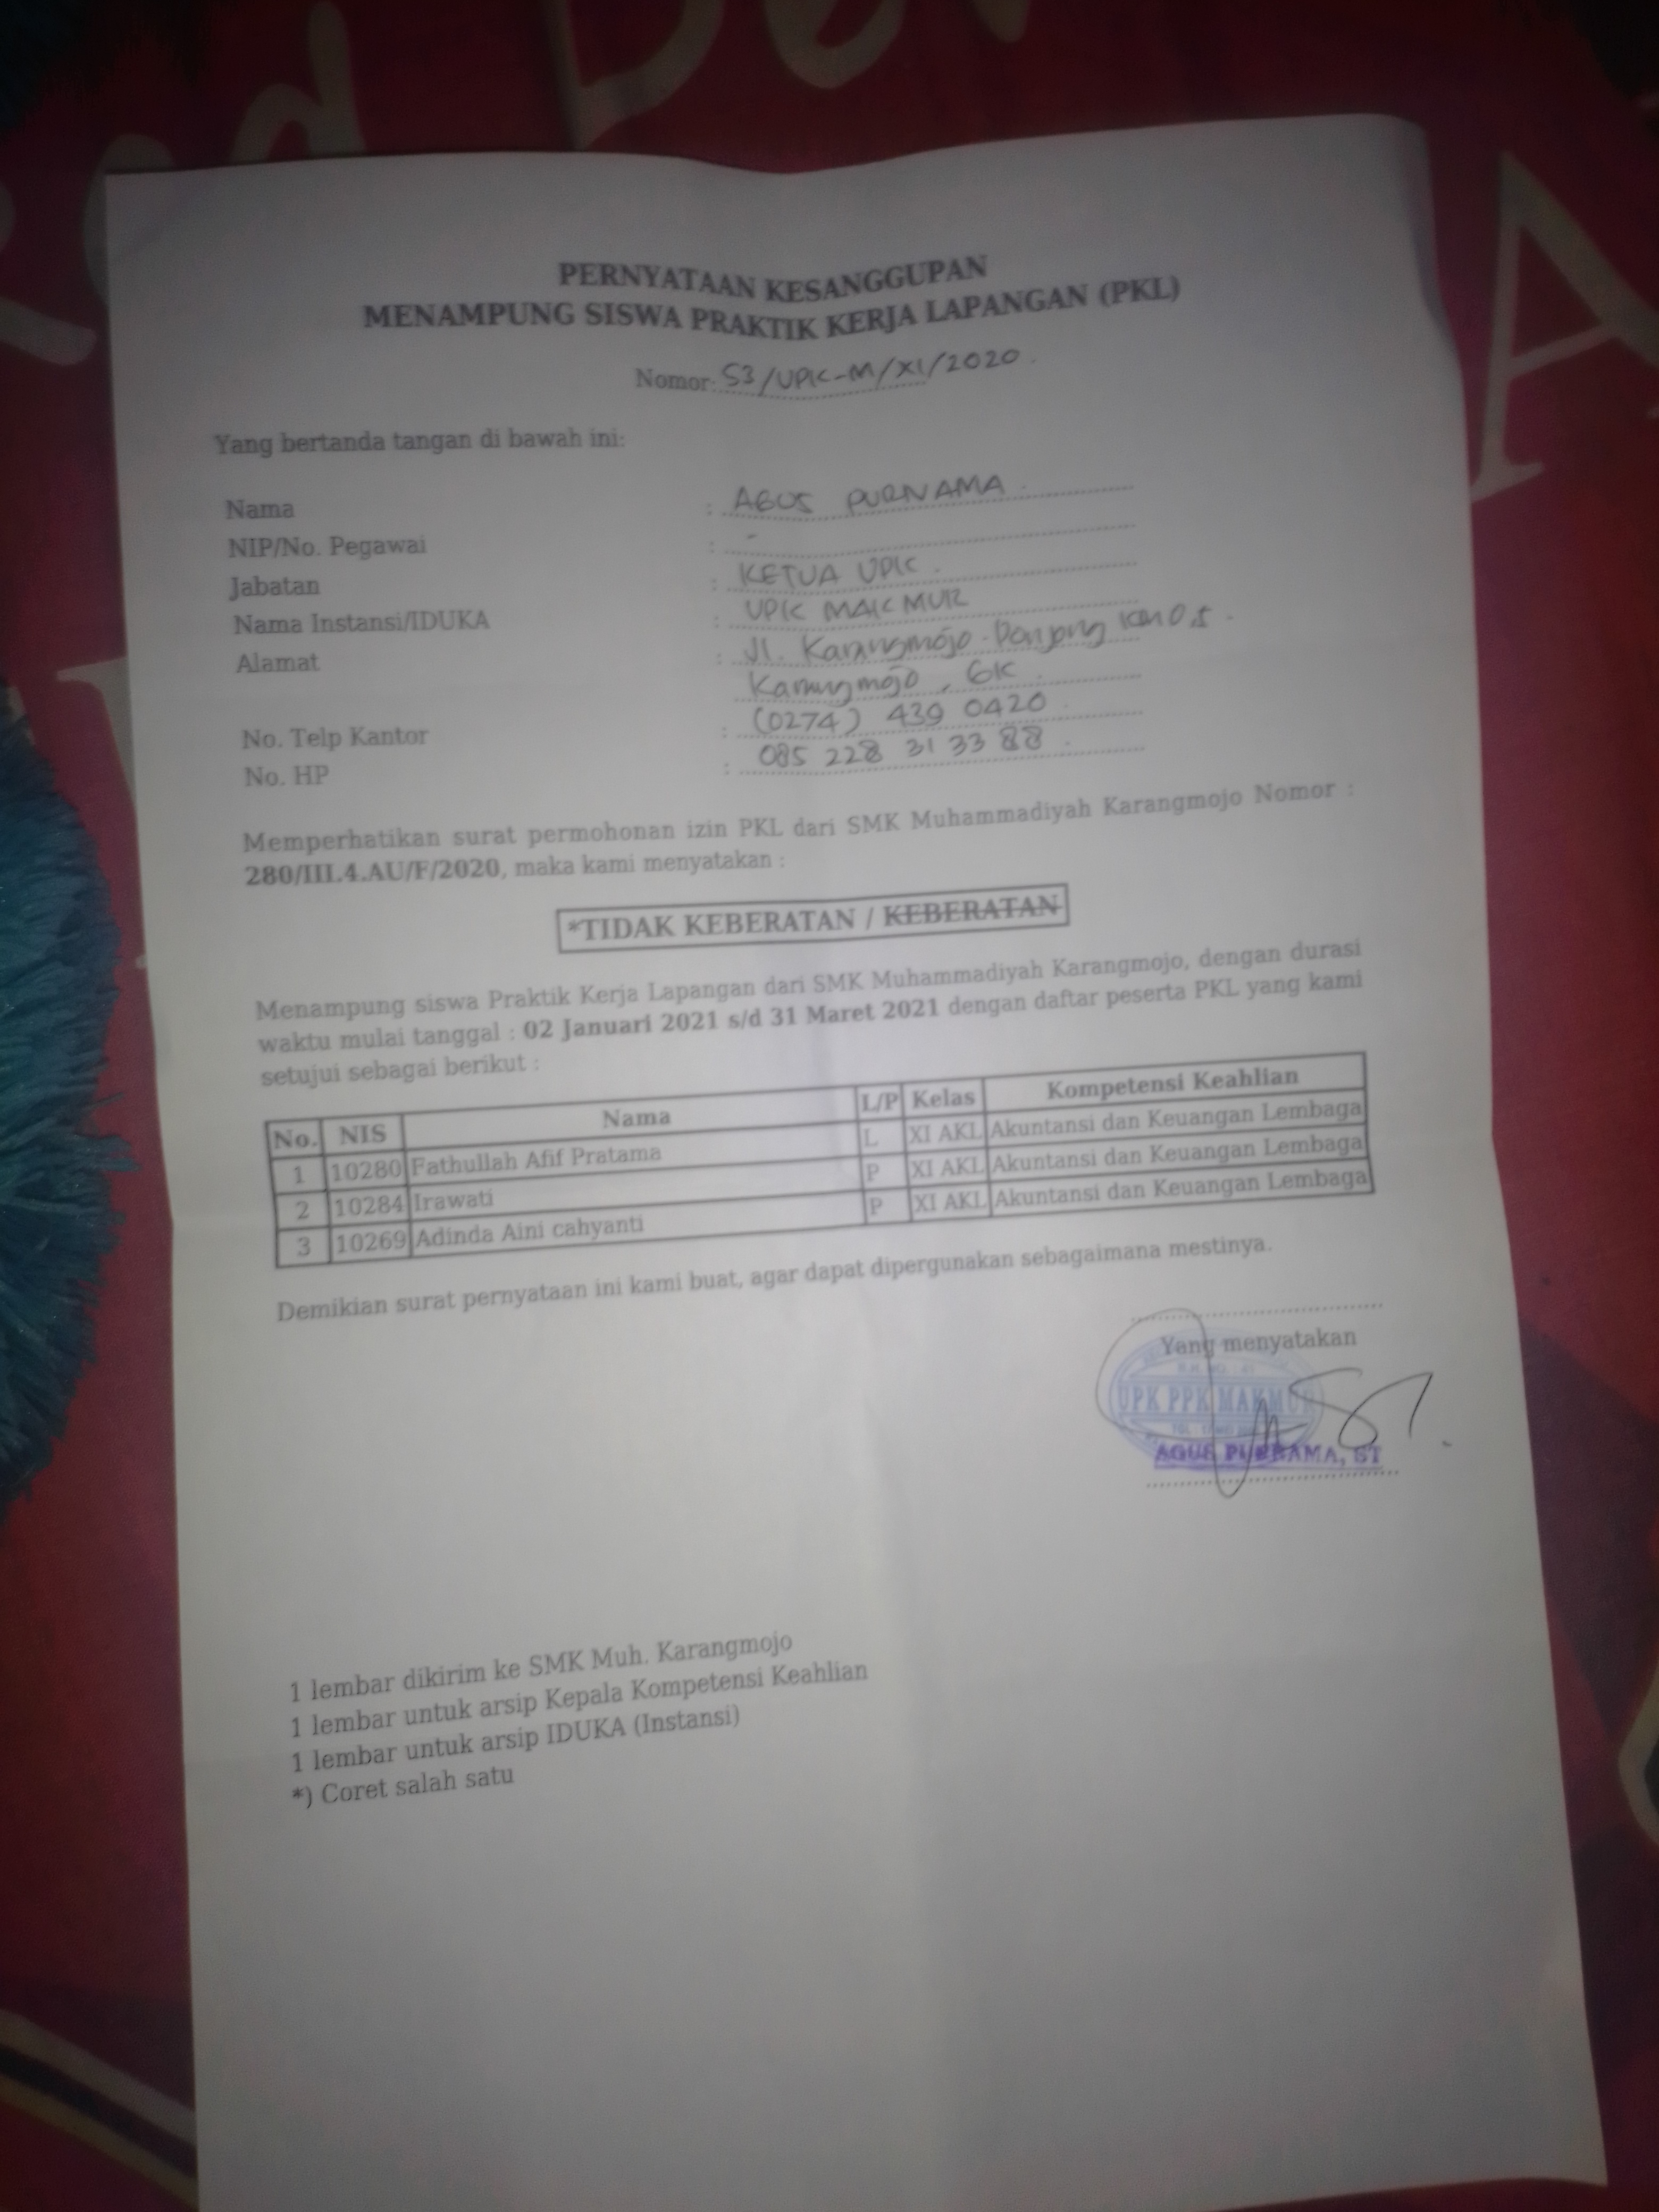 PERNYATAAN KESANGGUPAN
MENAMPUNG SISWA PRAKTIK KERJA LAPANGAN (PKL)
Nomor: 53/UPK-M/XI/2020.
Yang bertanda tangan di bawah ini:
Nama : AGUS PURNAMA
NIP/No. Pegawai : -
Jabatan : KETUA UPK.
Nama Instansi/IDUKA : UPK MAKMUR
Alamat : Jl. Karangmojo - Ponjong KM 0,5.
Karangmojo, GK
No. Telp Kantor : (0274) 439 0420
No. HP : 085 228 31 33 88
Memperhatikan surat permohonan izin PKL dari SMK Muhammadiyah Karangmojo Nomor :
280/III.4.AU/F/2020, maka kami menyatakan :
*TIDAK KEBERATAN / KEBERATAN
Menampung siswa Praktik Kerja Lapangan dari SMK Muhammadiyah Karangmojo, dengan durasi
waktu mulai tanggal : 02 Januari 2021 s/d 31 Maret 2021 dengan daftar peserta PKL yang kami
setujui sebagai berikut :
No. NIS Nama L/P Kelas Kompetensi Keahlian
1 10280 Fathullah Afif Pratama L XI AKL Akuntansi dan Keuangan Lembaga
2 10284 Irawati P XI AKL Akuntansi dan Keuangan Lembaga
3 10269 Adinda Aini cahyanti P XI AKL Akuntansi dan Keuangan Lembaga
Demikian surat pernyataan ini kami buat, agar dapat dipergunakan sebagaimana mestinya.
Yang menyatakan
UPK PPK MAKMUR
AGUS PURNAMA, ST
1 lembar dikirim ke SMK Muh. Karangmojo
1 lembar untuk arsip Kepala Kompetensi Keahlian
1 lembar untuk arsip IDUKA (Instansi)
*) Coret salah satu